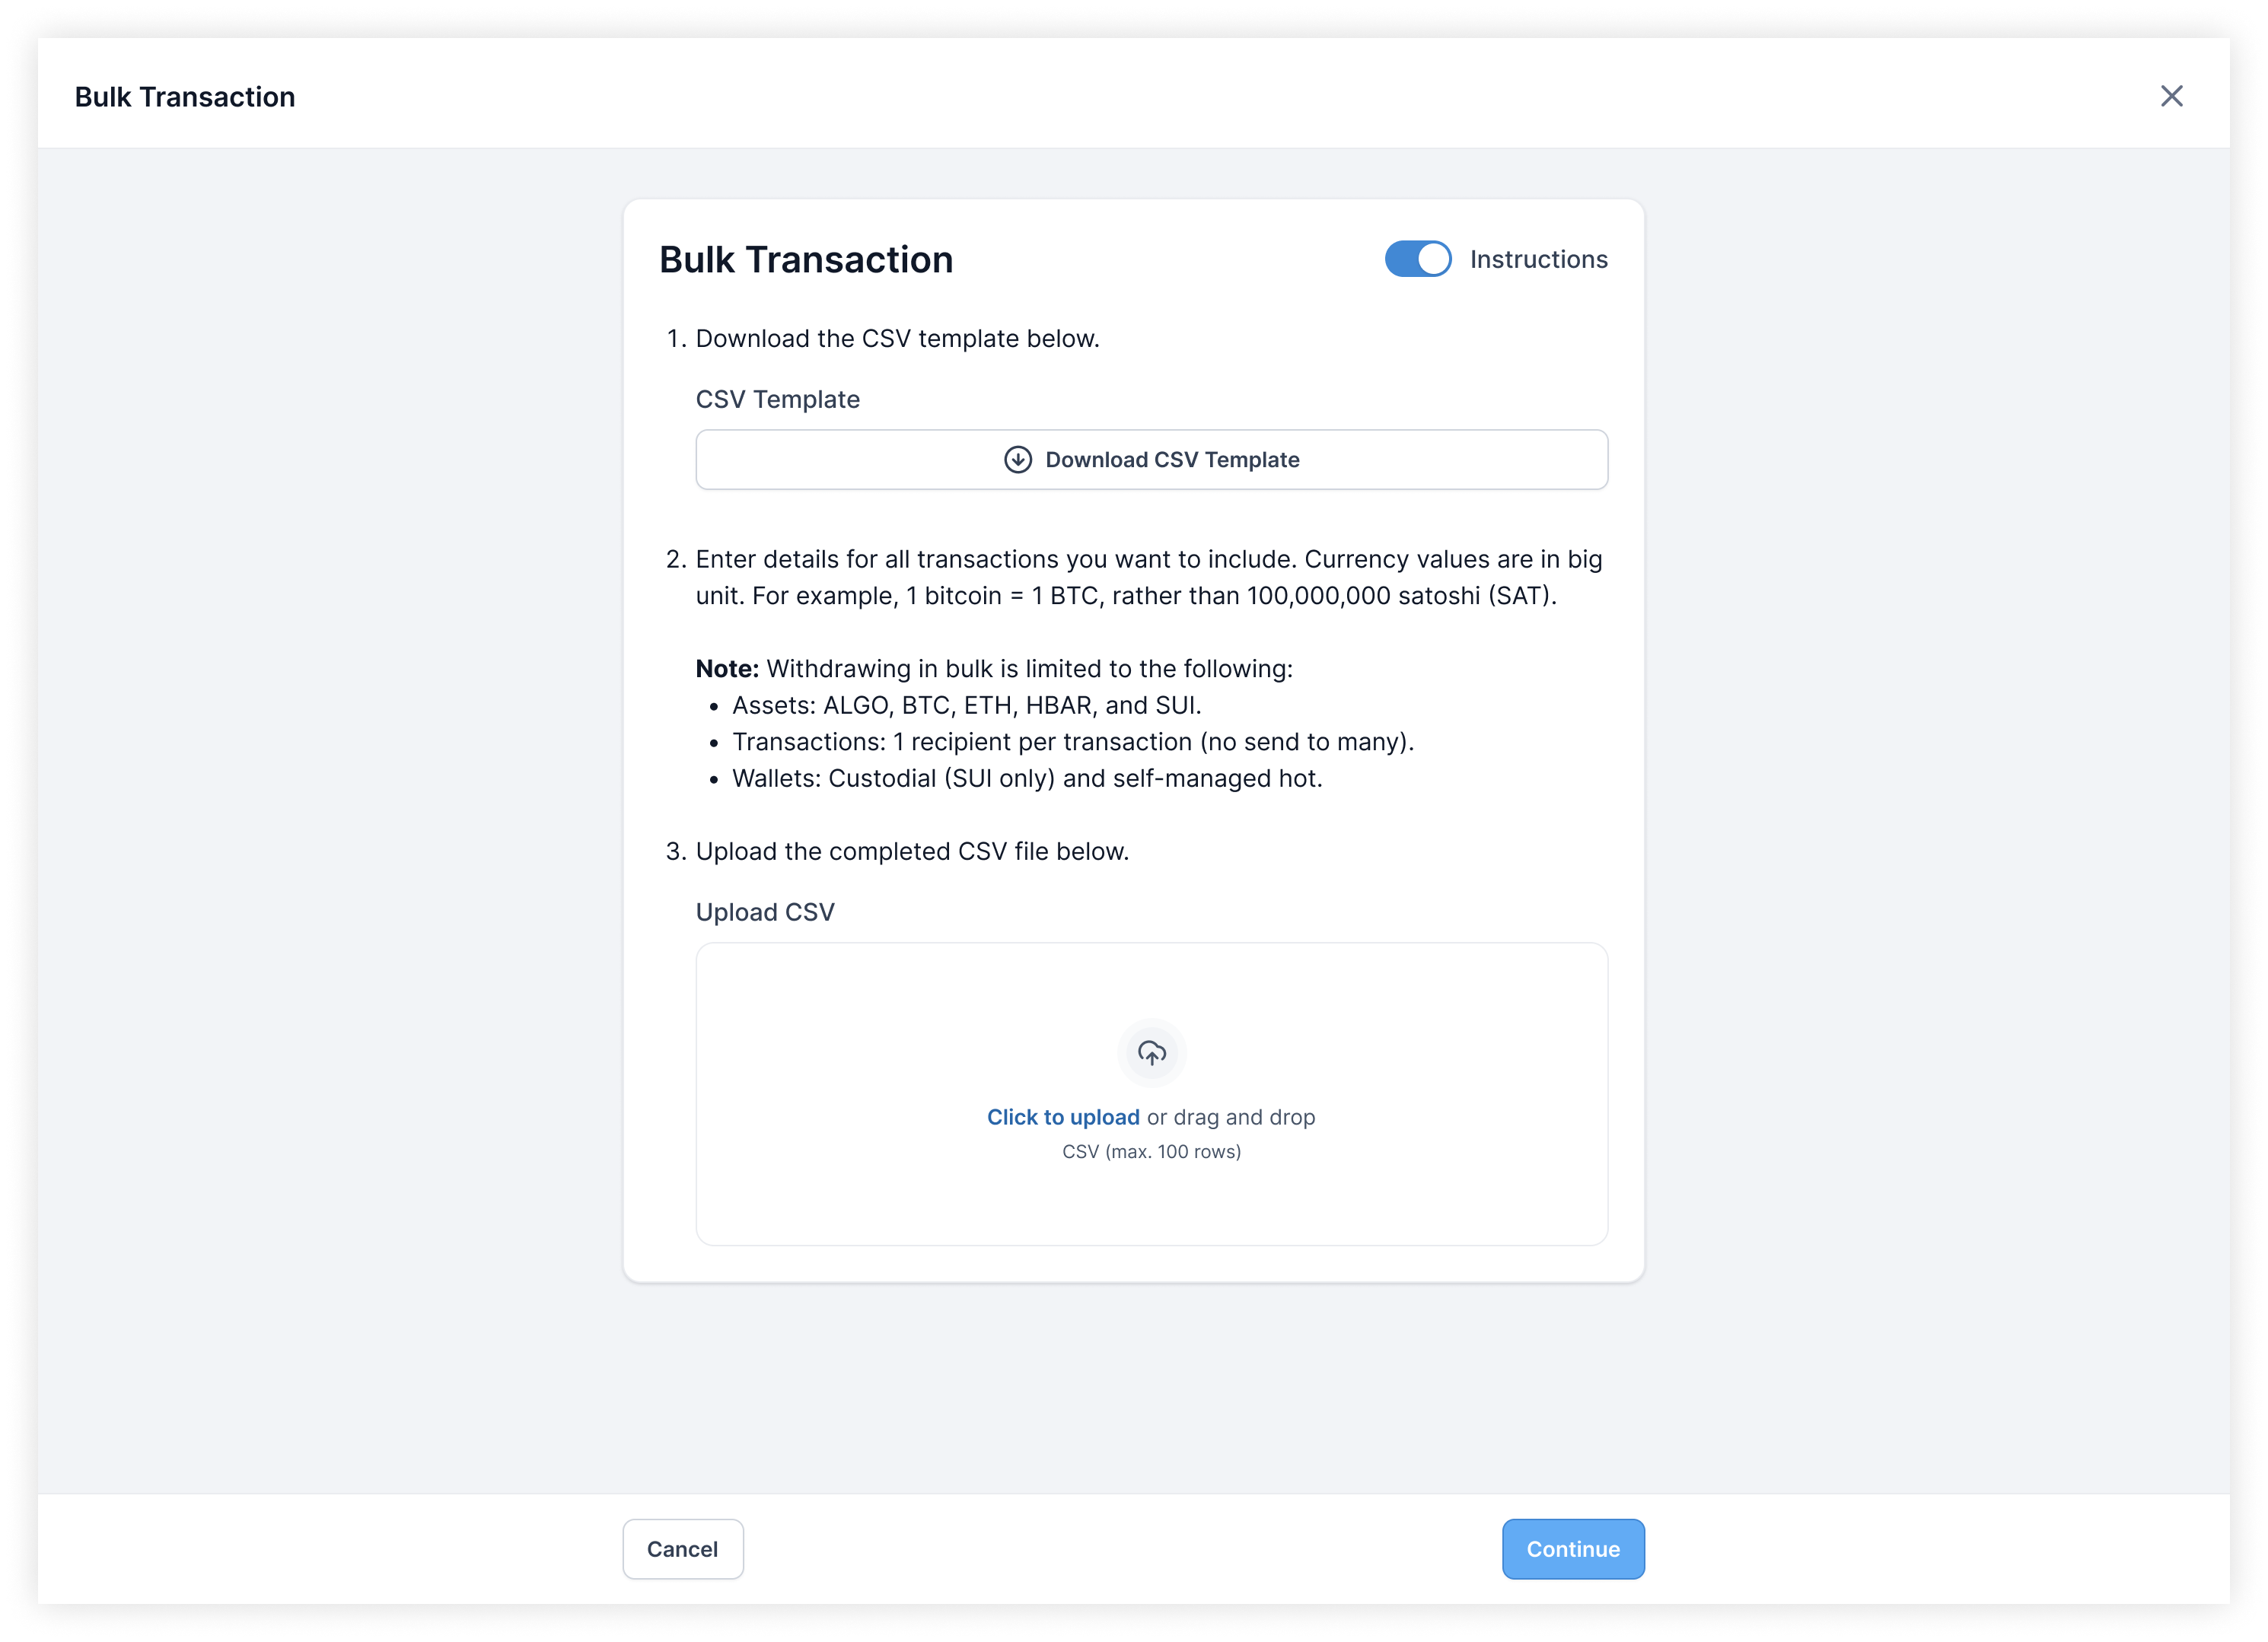 Bulk Transaction
Bulk Transaction
Instructions
1. Download the CSV template below.
CSV Template
Download CSV Template
2. Enter details for all transactions you want to include. Currency values are in big
unit. For example, 1 bitcoin = 1 BTC, rather than 100,000,000 satoshi (SAT).
Note: Withdrawing in bulk is limited to the following:
• Assets: ALGO, BTC, ETH, HBAR, and SUI.
• Transactions: 1 recipient per transaction (no send to many).
• Wallets: Custodial (SUI only) and self-managed hot.
3. Upload the completed CSV file below.
Upload CSV
Click to upload or drag and drop
CSV (max. 100 rows)
Cancel
Continue